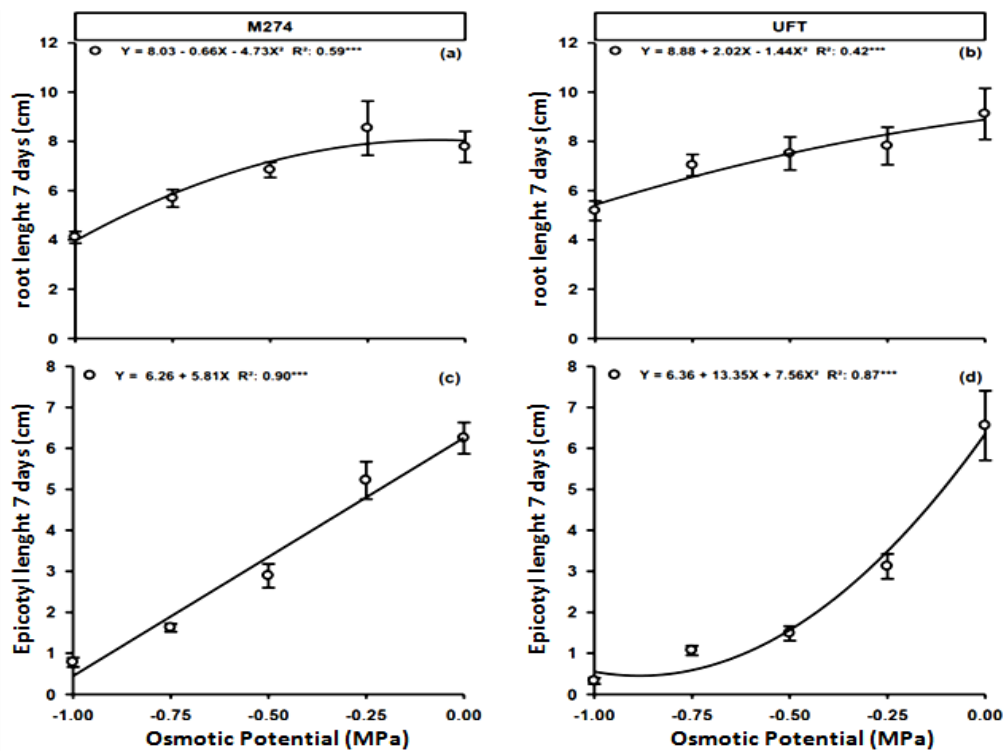 M274
UFT
Y = 8.03 - 0.66X - 4.73X² R²: 0.59*** (a)
12
10
8
6
4
2
0
root lenght 7 days (cm)
Y = 8.88 + 2.02X - 1.44X² R²: 0.42*** (b)
12
10
8
6
4
2
0
root lenght 7 days (cm)
Y = 6.26 + 5.81X R²: 0.90*** (c)
8
7
6
5
4
3
2
1
0
Epicotyl lenght 7 days (cm)
-1.00 -0.75 -0.50 -0.25 0.00
Osmotic Potential (MPa)
Y = 6.36 + 13.35X + 7.56X² R²: 0.87*** (d)
8
7
6
5
4
3
2
1
0
Epicotyl lenght 7 days (cm)
-1.00 -0.75 -0.50 -0.25 0.00
Osmotic Potential (MPa)